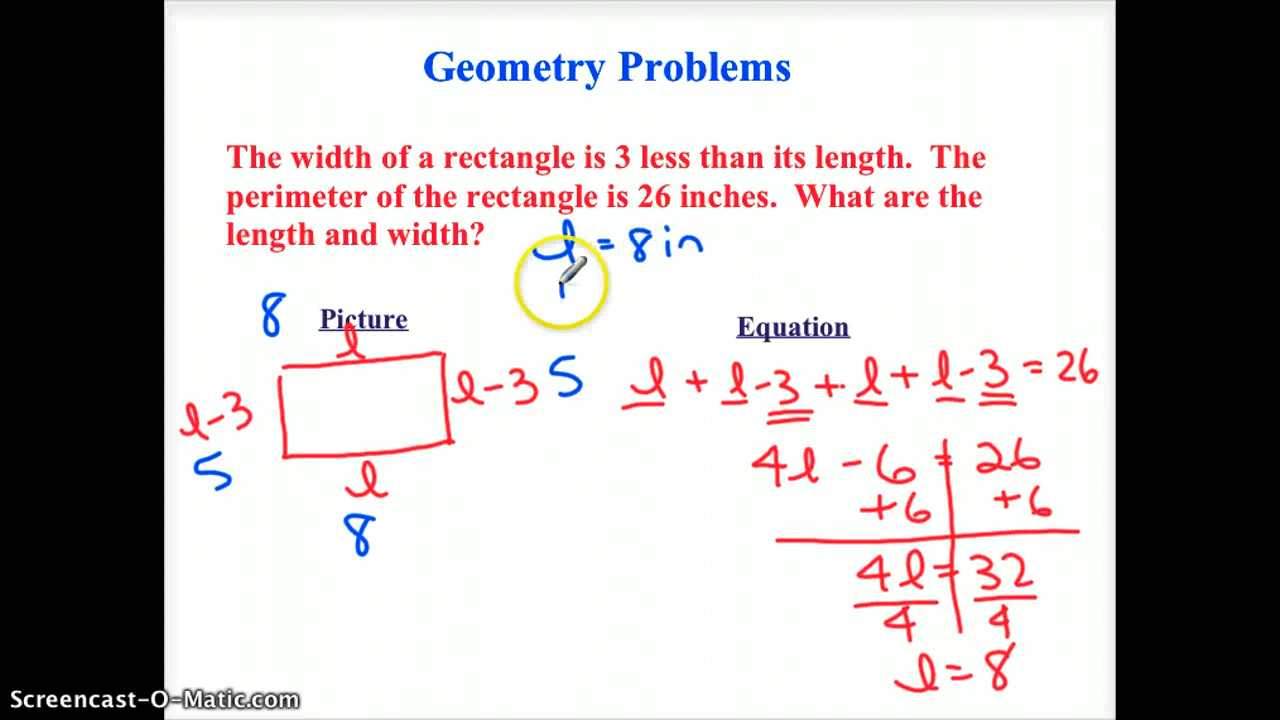 Geometry Problems
The width of a rectangle is 3 less than its length. The
perimeter of the rectangle is 26 inches. What are the
length and width?
l = 8 in
8
Picture
l
l-3
5
l-3 5
l
8
Equation
l + l -3 + l + l -3 = 26
4l - 6 = 26
+6 +6
4l = 32
4 4
l = 8
Screencast-O-Matic.com